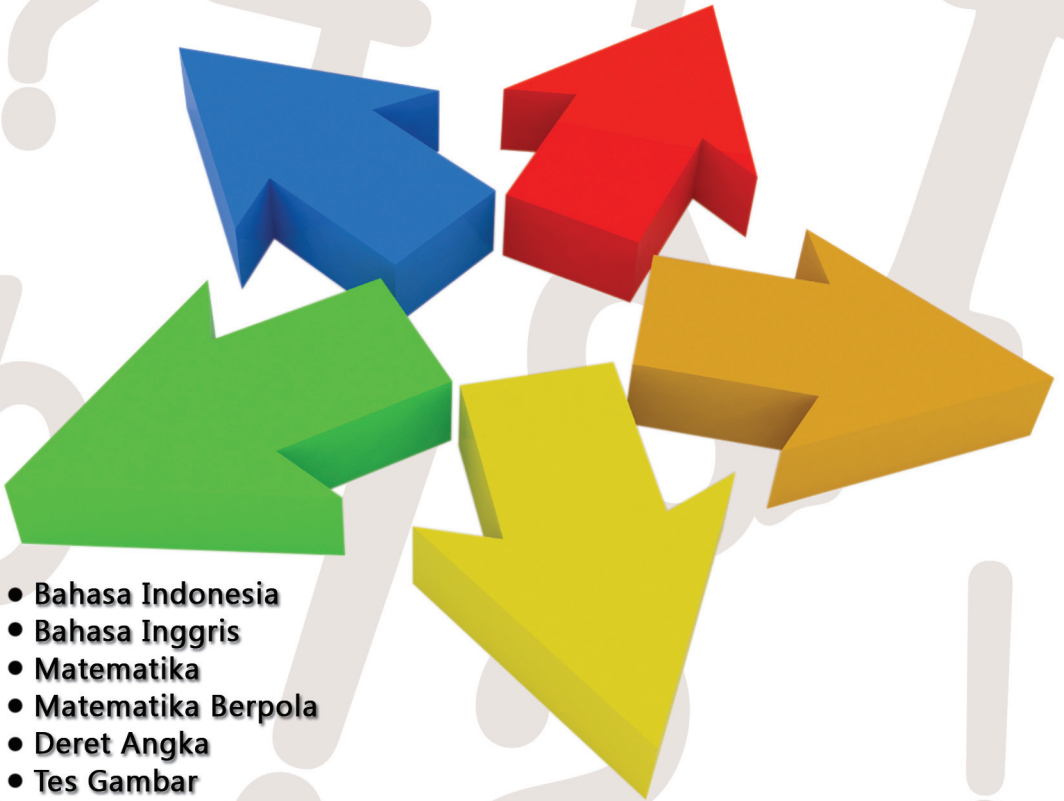 • Bahasa Indonesia
• Bahasa Inggris
• Matematika
• Matematika Berpola
• Deret Angka
• Tes Gambar